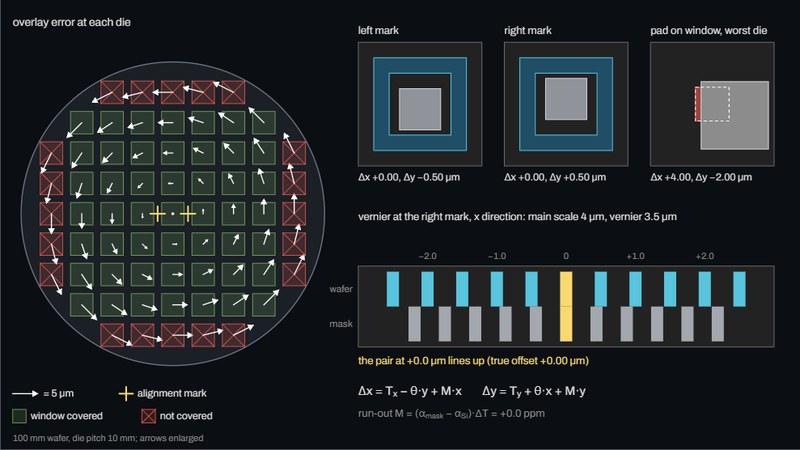 overlay error at each die
left mark
right mark
pad on window, worst die
Δx +0.00, Δy −0.50 µm
Δx +0.00, Δy +0.50 µm
Δx +4.00, Δy −2.00 µm
vernier at the right mark, x direction: main scale 4 µm, vernier 3.5 µm
−2.0
−1.0
0
+1.0
+2.0
wafer
mask
the pair at +0.0 µm lines up (true offset +0.00 µm)
= 5 µm
alignment mark
window covered
not covered
Δx = Tₓ − θ·y + M·x
Δy = Tᵧ + θ·x + M·y
run-out M = (α_mask − α_Si)·ΔT = +0.0 ppm
100 mm wafer, die pitch 10 mm; arrows enlarged